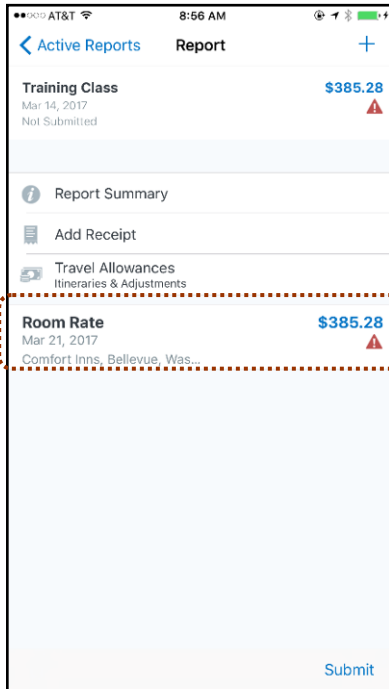 AT&T 8:56 AM
Active Reports Report +
Training Class $385.28
Mar 14, 2017
Not Submitted
Report Summary
Add Receipt
Travel Allowances
Itineraries & Adjustments
Room Rate $385.28
Mar 21, 2017
Comfort Inns, Bellevue, Was...
Submit